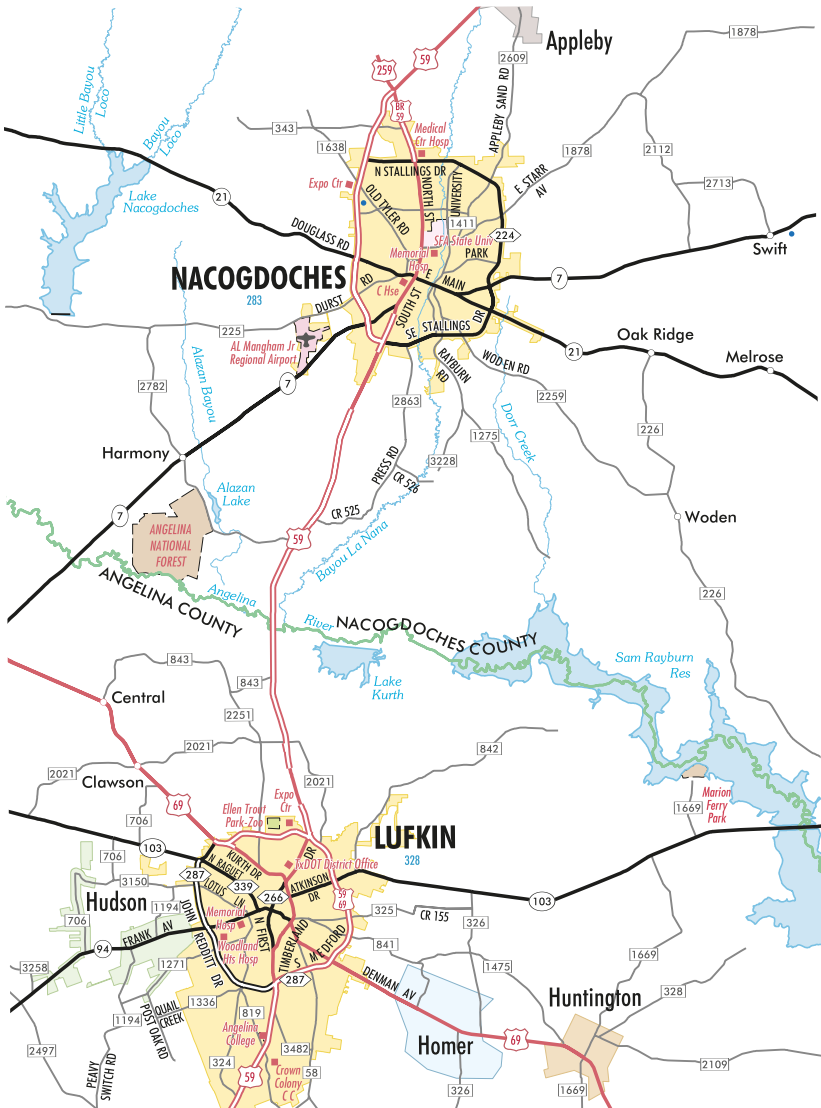 Appleby
59
259
2609
1878
BR
59
Little Bayou
Loco
Bayou
Loco
343
1638
Medical
Ctr Hosp
APPLEBY SAND RD
1878
2112
2713
E STARR
AV
Expo Ctr
N STALLINGS DR
NORTH ST
UNIVERSITY
OLD TYLER RD
Lake
Nacogdoches
21
DOUGLASS RD
1411
SFA State Univ
224
Memorial
Hosp
PARK
Swift
NACOGDOCHES
283
C Hse
E MAIN
7
DURST RD
SOUTH ST
SE STALLINGS DR
225
AL Mangham Jr
Regional Airport
7
21
Oak Ridge
Melrose
RAYBURN
RD
WODEN RD
2782
Alazan Bayou
2863
2259
Dorr Creek
226
1275
Harmony
PRESS RD
3228
CR 526
Alazan
Lake
CR 525
7
ANGELINA
NATIONAL
FOREST
59
Woden
Bayou La Nana
226
ANGELINA COUNTY
Angelina
River
NACOGDOCHES COUNTY
843
Lake
Kurth
Sam Rayburn
Res
843
Central
2251
2021
842
2021
Clawson
2021
69
Expo
Ctr
Ellen Trout
Park-Zoo
Marion
Ferry
Park
1669
706
103
LUFKIN
328
706
KURTH DR
DR
TxDOT District Office
N RAGUET
287
339
266
ATKINSON
DR
3150
LOTUS LN
59
69
Hudson
1194
103
706
JOHN REDDITT DR
Memorial
Hosp
N FIRST
TIMBERLAND
325
CR 155
326
94
FRANK AV
Woodland
Hts Hosp
S MEDFORD
841
1669
3258
1271
287
DENMAN AV
1475
328
1336
QUAIL
CREEK
Huntington
1194
POST OAK RD
819
Angelina
College
Homer
69
2497
PEAVY
SWITCH RD
324
3482
2109
59
Crown
Colony
C C
58
326
1669